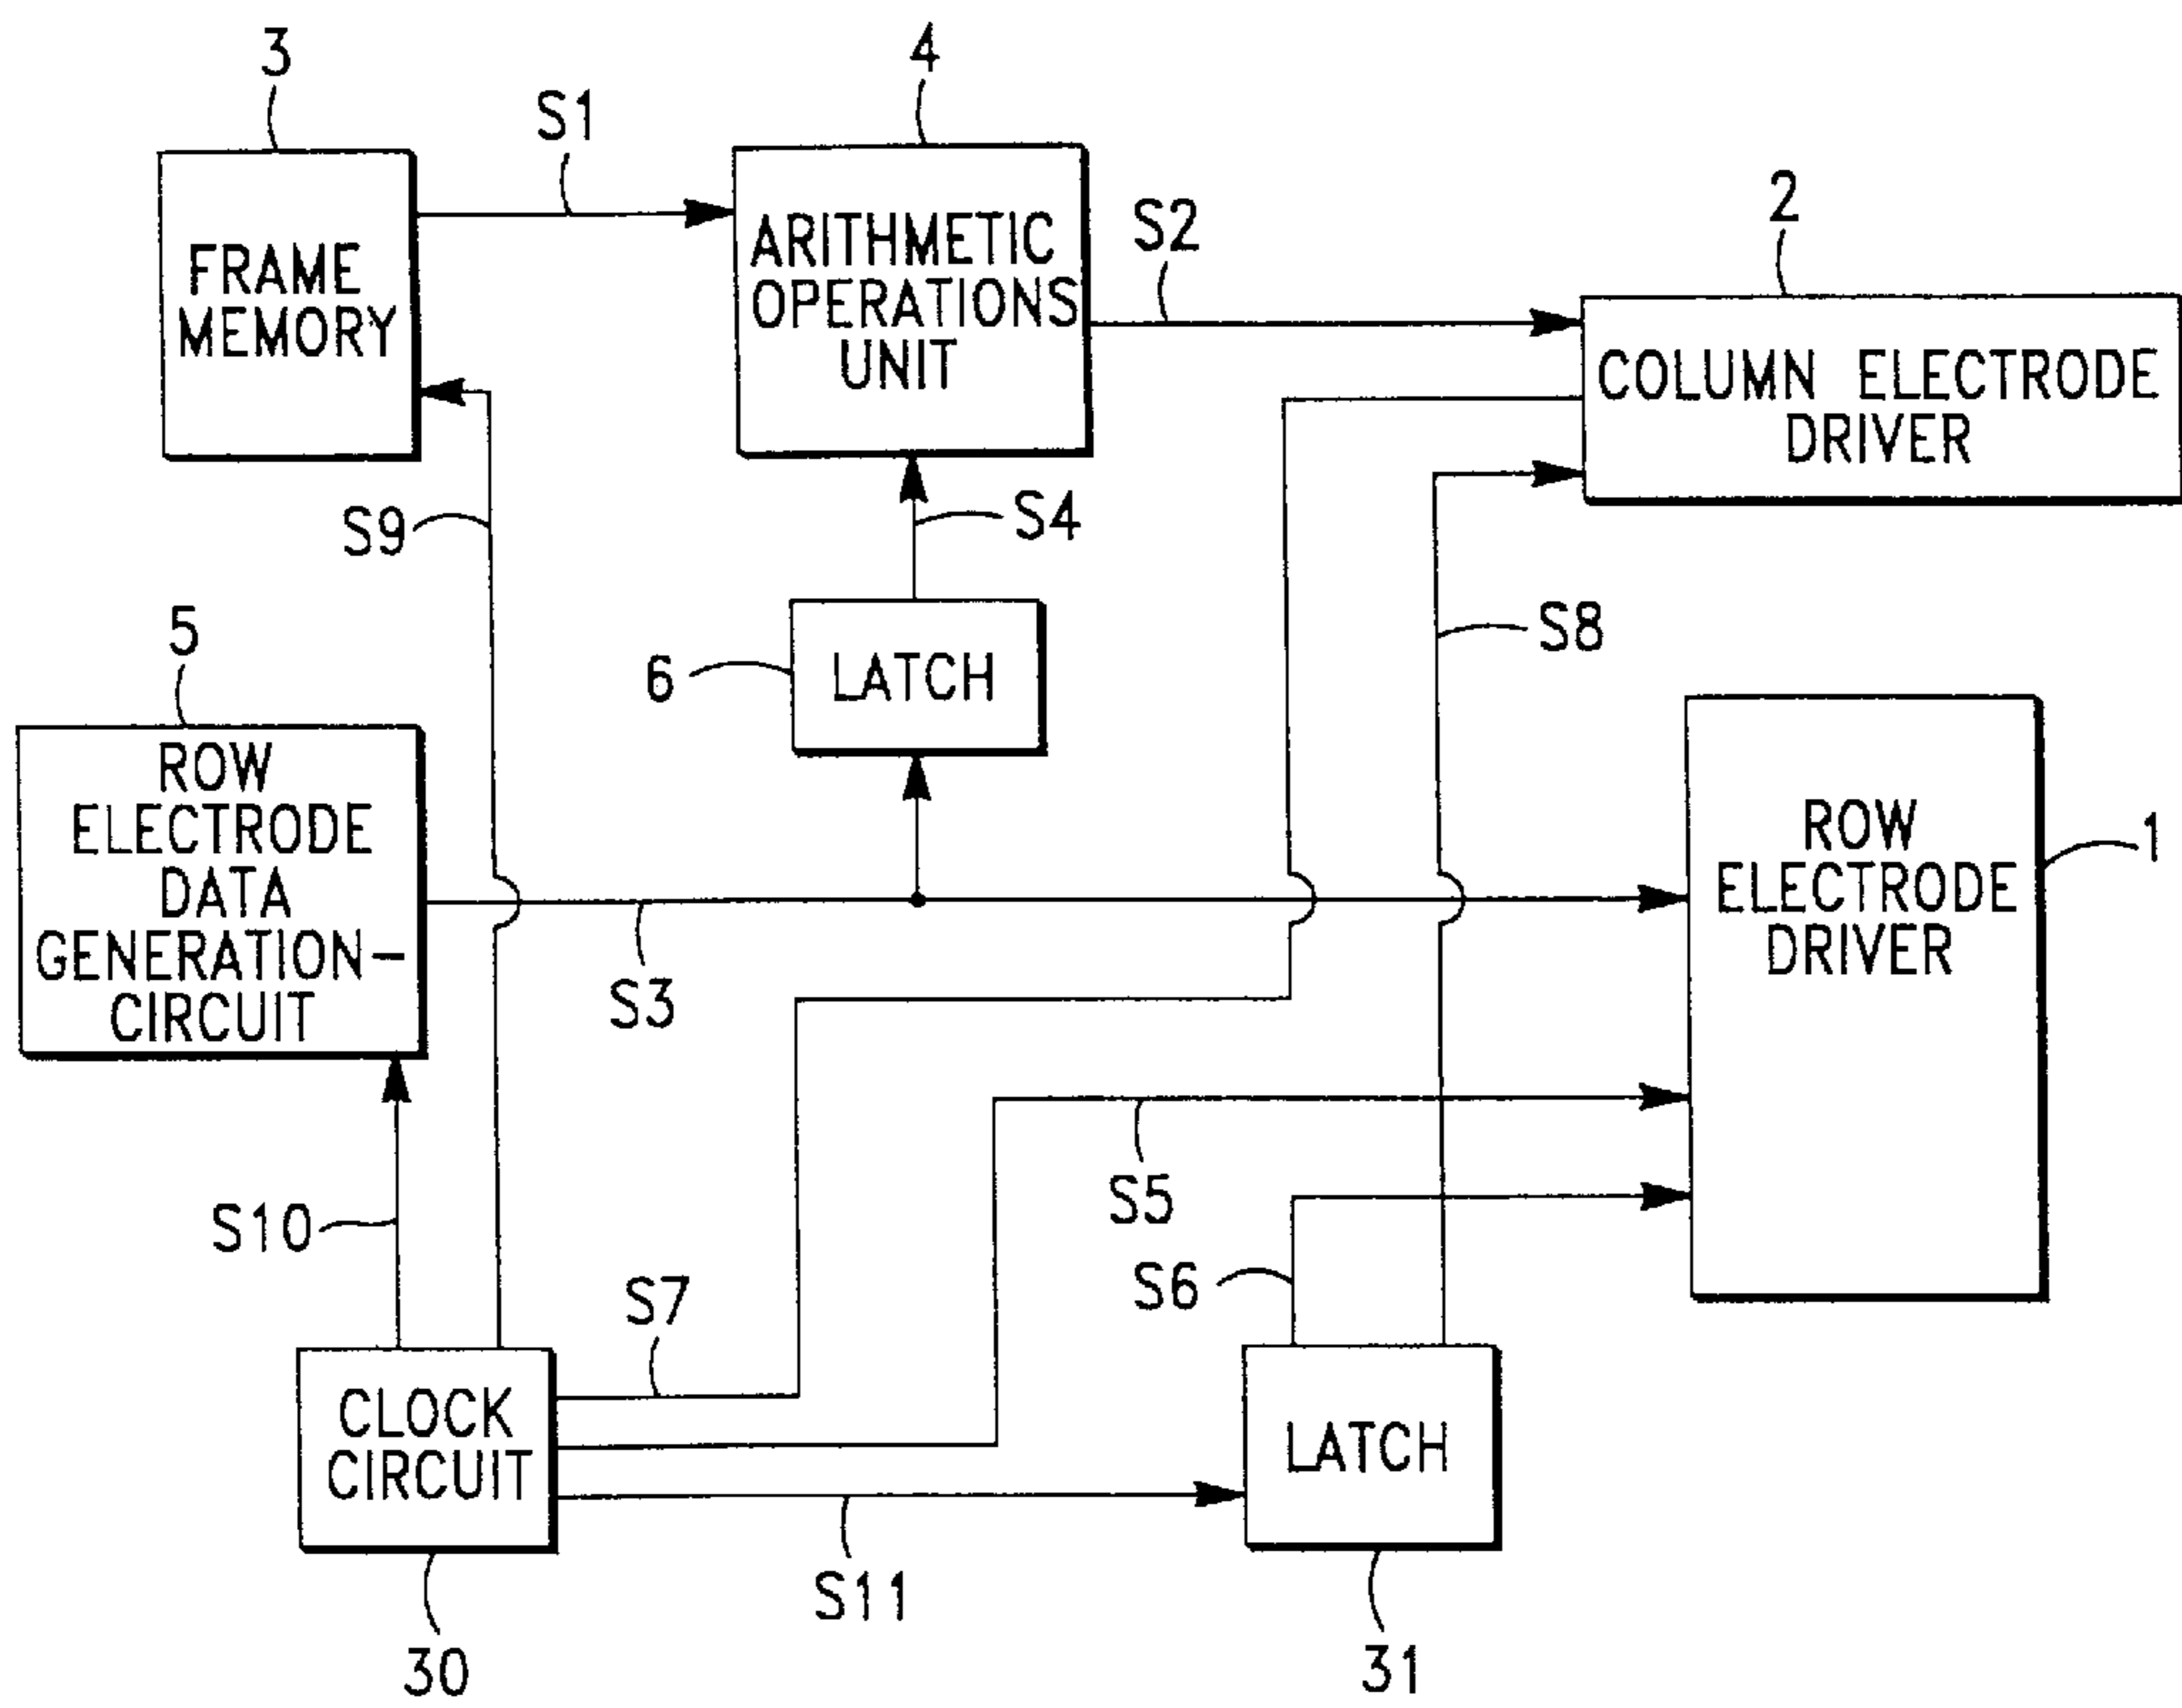 3
4
S1
2
FRAME
MEMORY
ARITHMETIC
OPERATIONS
UNIT
S2
COLUMN ELECTRODE
DRIVER
S9
S4
5
6
LATCH
S8
ROW
ELECTRODE
DATA
GENERATION-
CIRCUIT
S3
ROW
ELECTRODE
DRIVER
1
S10
S7
S5
S6
CLOCK
CIRCUIT
LATCH
S11
30
31